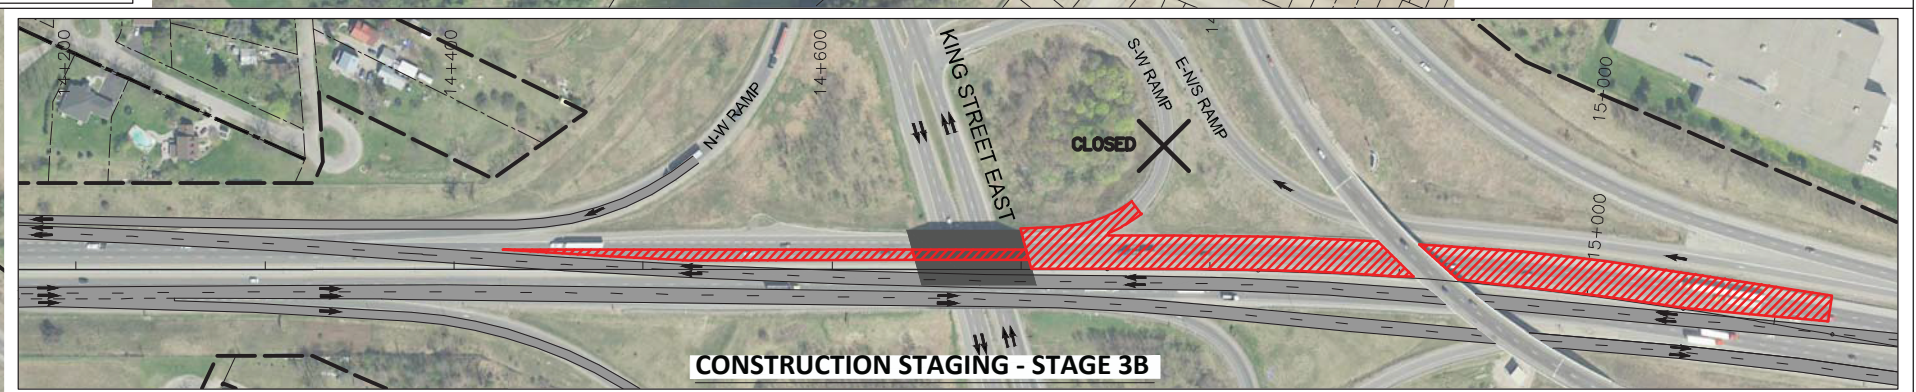 14+200
14+400
14+600
15+000
N-W RAMP
KING STREET EAST
S-W RAMP
E-N/S RAMP
CLOSED
15+000
CONSTRUCTION STAGING - STAGE 3B